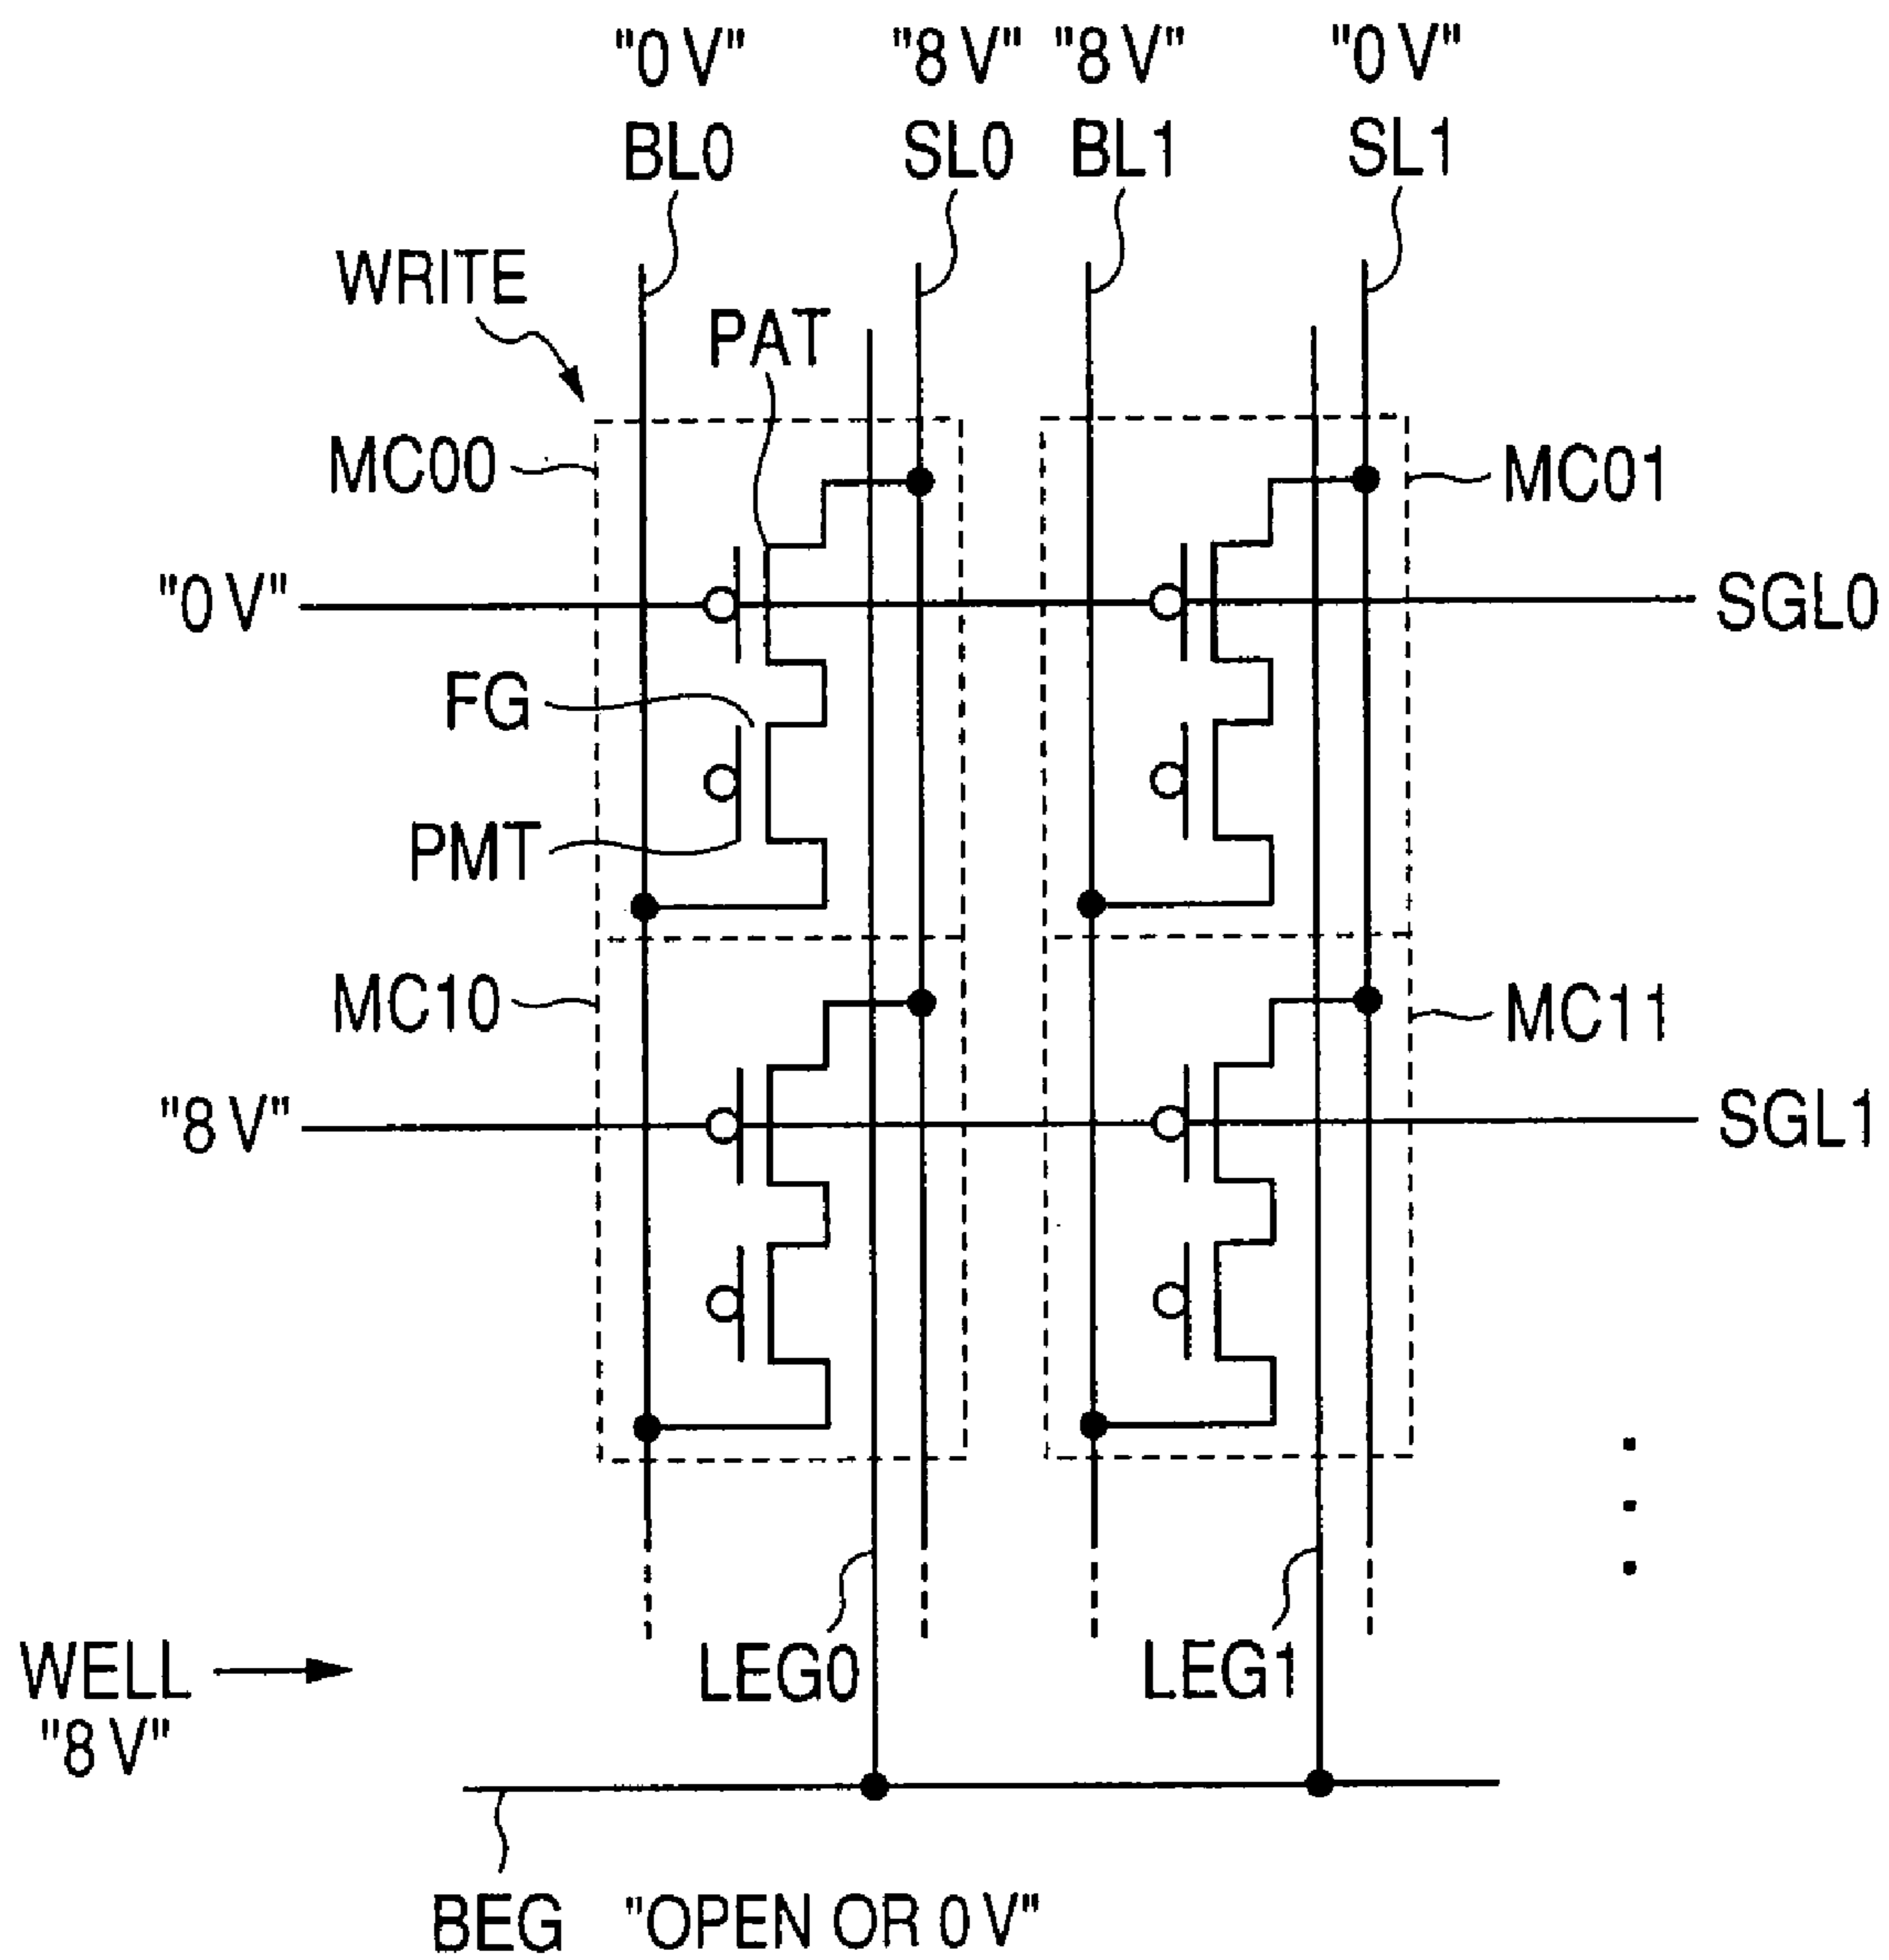 "0 V" "8 V" "8 V" "0 V"
BL0 SL0 BL1 SL1
WRITE
PAT
MC00 MC01
"0 V" SGL0
FG
PMT
MC10 MC11
"8 V" SGL1
LEG0 LEG1
WELL
"8 V"
BEG "OPEN OR 0 V"